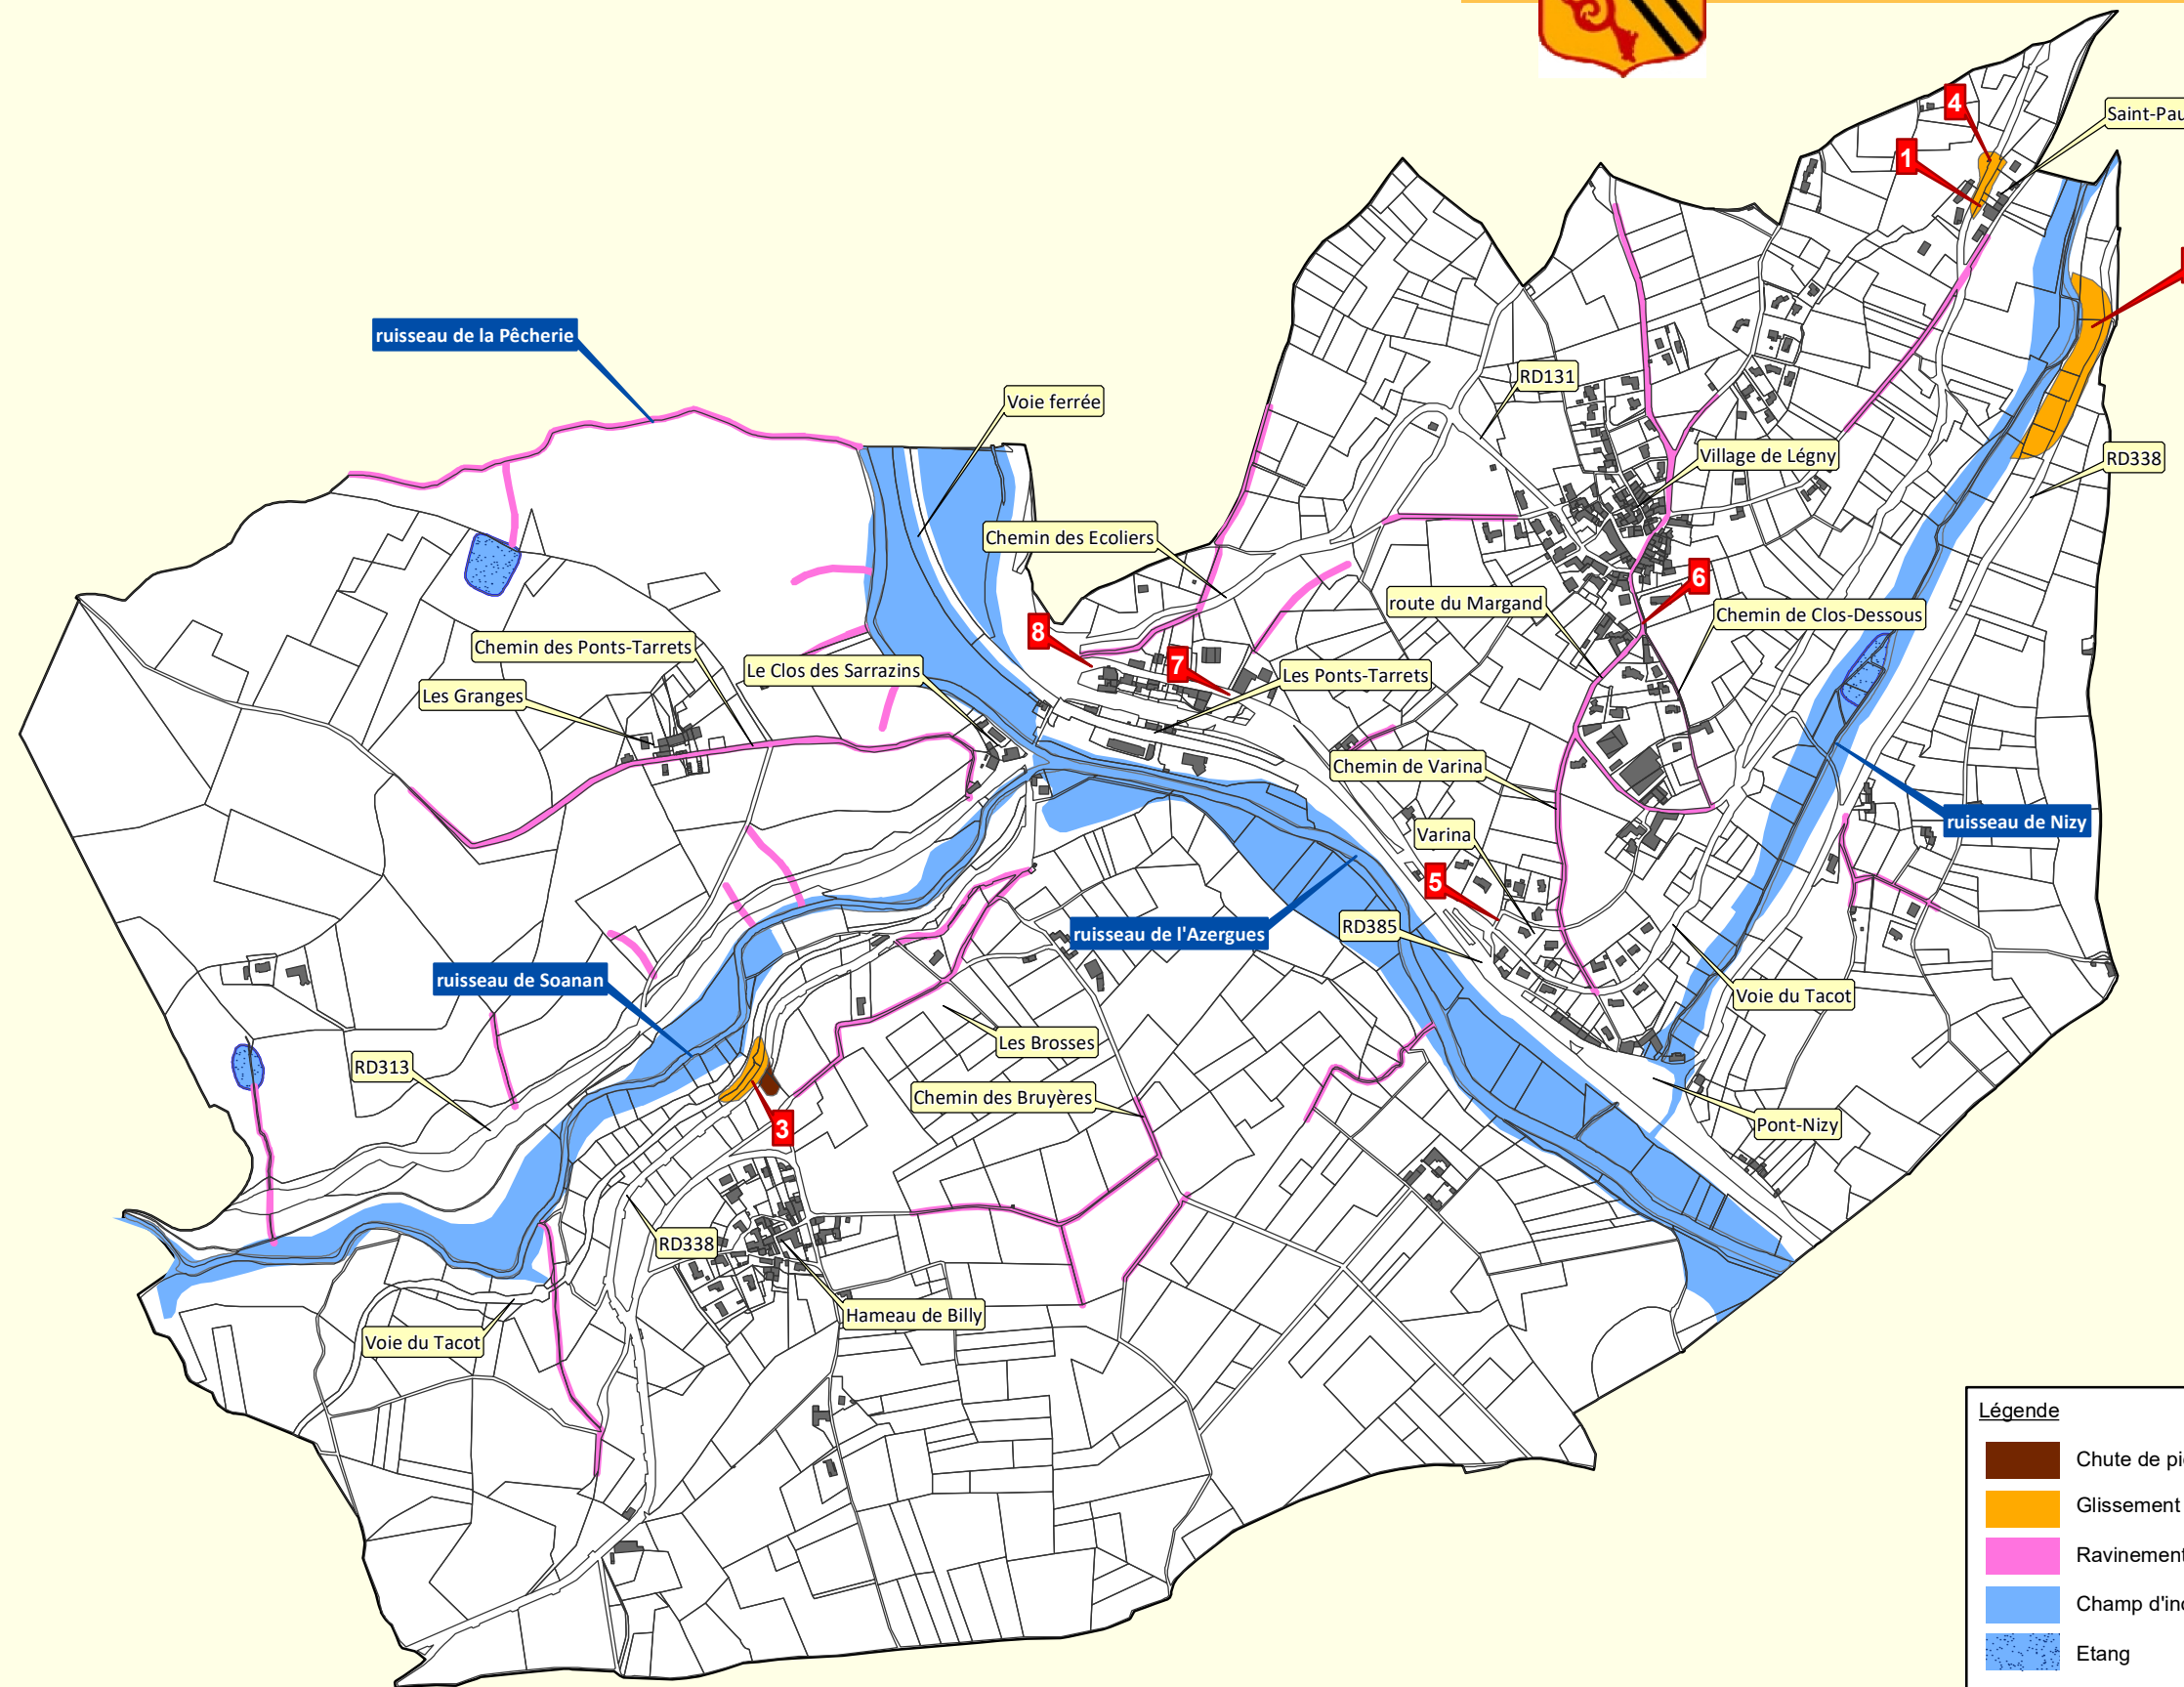 4
Saint-Pau
1
ruisseau de la Pêcherie
Voie ferrée
RD131
Village de Légny
RD338
Chemin des Ecoliers
6
route du Margand
Chemin de Clos-Dessous
8
Chemin des Ponts-Tarrets
7
Le Clos des Sarrazins
Les Ponts-Tarrets
Les Granges
Chemin de Varina
ruisseau de Nizy
Varina
5
RD385
ruisseau de l'Azergues
ruisseau de Soanan
Voie du Tacot
Les Brosses
RD313
Chemin des Bruyères
3
Pont-Nizy
RD338
Hameau de Billy
Voie du Tacot
Légende
Chute de pi
Glissement
Ravinement
Champ d'in
Etang